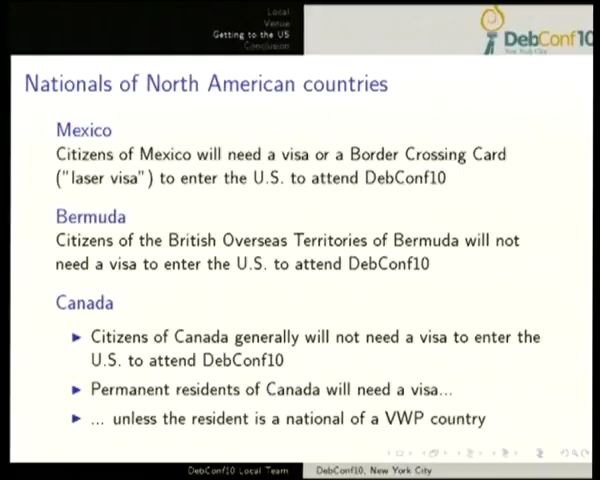 Local
Venue
Getting to the US
Conclusion
DebConf10
New York City
Nationals of North American countries
Mexico
Citizens of Mexico will need a visa or a Border Crossing Card
("laser visa") to enter the U.S. to attend DebConf10
Bermuda
Citizens of the British Overseas Territories of Bermuda will not
need a visa to enter the U.S. to attend DebConf10
Canada
Citizens of Canada generally will not need a visa to enter the
U.S. to attend DebConf10
Permanent residents of Canada will need a visa...
... unless the resident is a national of a VWP country
DebConf10 Local Team
DebConf10, New York City